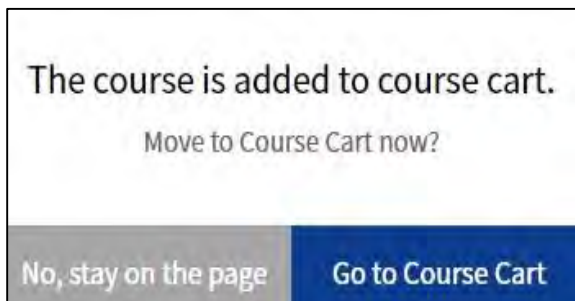 The course is added to course cart.
Move to Course Cart now?
No, stay on the page
Go to Course Cart